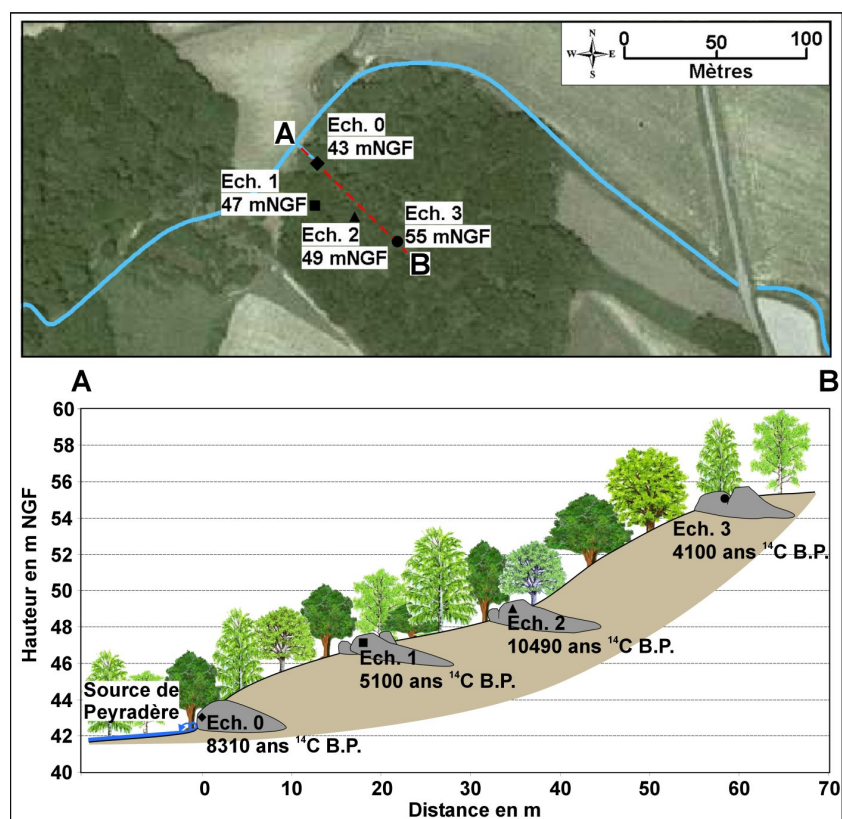 N
W E
S
0 50 100
Mètres
A
Ech. 0
43 mNGF
Ech. 1
47 mNGF
Ech. 2
49 mNGF
Ech. 3
55 mNGF
B
A B
Hauteur en m NGF
60
58
56
54
52
50
48
46
44
42
40
Ech. 3
4100 ans ¹⁴C B.P.
Ech. 2
10490 ans ¹⁴C B.P.
Ech. 1
5100 ans ¹⁴C B.P.
Source de
Peyradère
Ech. 0
8310 ans ¹⁴C B.P.
0 10 20 30 40 50 60 70
Distance en m